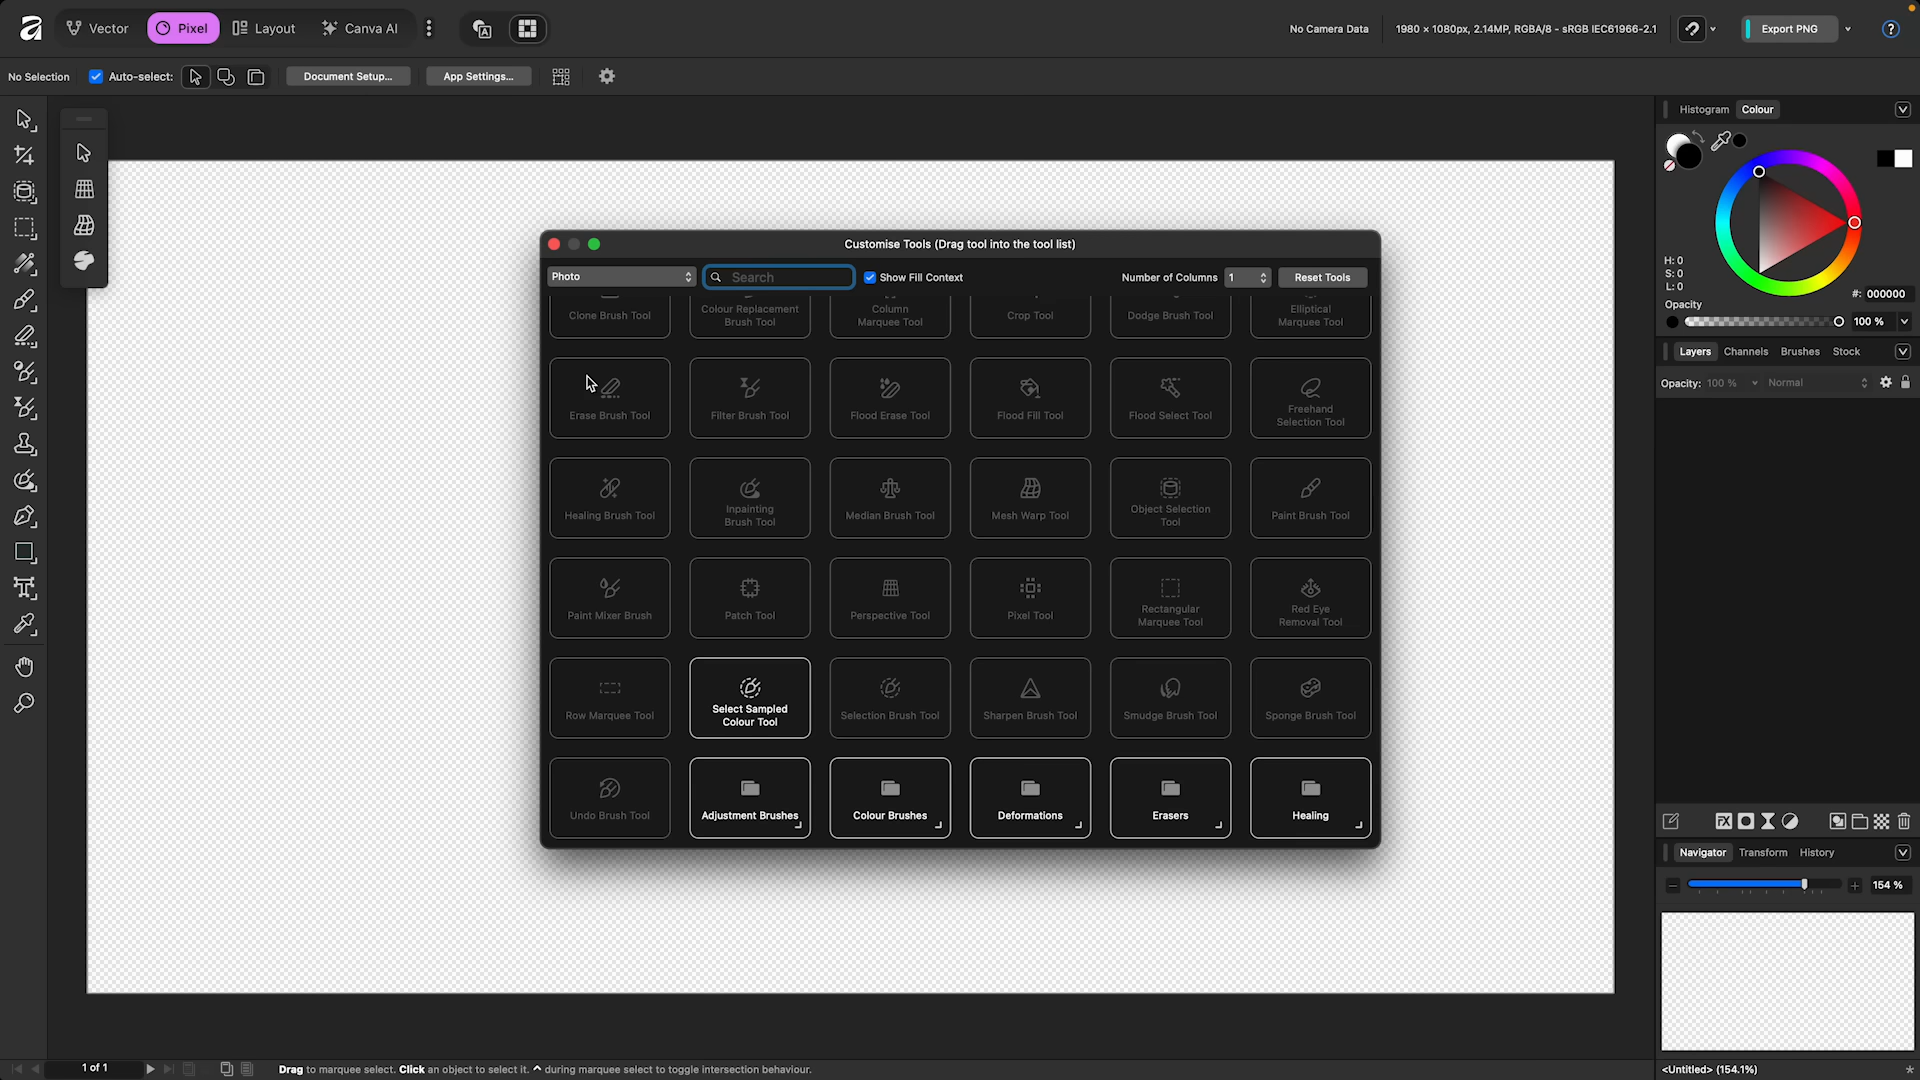 Vector
Pixel
Layout
Canva AI
No Camera Data
1980 × 1080px, 2.14MP, RGBA/8 - sRGB IEC61966-2.1
Export PNG
?
No Selection
Auto-select:
Document Setup...
App Settings...
Histogram
Colour
H: 0
S: 0
L: 0
#: 000000
Opacity
100 %
Layers
Channels
Brushes
Stock
Opacity: 100 %
Normal
Customise Tools (Drag tool into the tool list)
Photo
Search
Show Fill Context
Number of Columns
1
Reset Tools
Clone Brush Tool
Colour Replacement
Brush Tool
Column
Marquee Tool
Crop Tool
Dodge Brush Tool
Elliptical
Marquee Tool
Erase Brush Tool
Filter Brush Tool
Flood Erase Tool
Flood Fill Tool
Flood Select Tool
Freehand
Selection Tool
Healing Brush Tool
Inpainting
Brush Tool
Median Brush Tool
Mesh Warp Tool
Object Selection
Tool
Paint Brush Tool
Paint Mixer Brush
Patch Tool
Perspective Tool
Pixel Tool
Rectangular
Marquee Tool
Red Eye
Removal Tool
Row Marquee Tool
Select Sampled
Colour Tool
Selection Brush Tool
Sharpen Brush Tool
Smudge Brush Tool
Sponge Brush Tool
Undo Brush Tool
Adjustment Brushes
Colour Brushes
Deformations
Erasers
Healing
FX
Navigator
Transform
History
154 %
1 of 1
Drag to marquee select. Click an object to select it. ⌃ during marquee select to toggle intersection behaviour.
<Untitled> (154.1%)